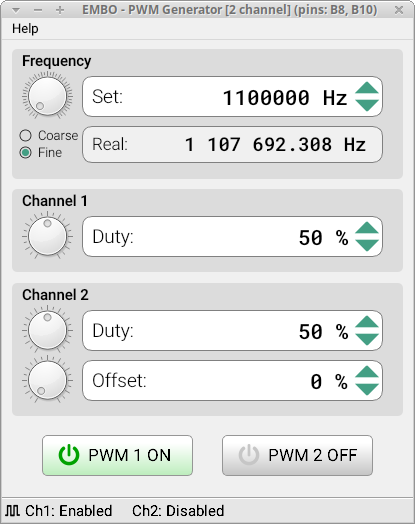 EMBO - PWM Generator [2 channel] (pins: B8, B10)
Help
Frequency
Set: 1100000 Hz
Coarse
Fine
Real: 1 107 692.308 Hz
Channel 1
Duty: 50 %
Channel 2
Duty: 50 %
Offset: 0 %
PWM 1 ON PWM 2 OFF
Ch1: Enabled Ch2: Disabled